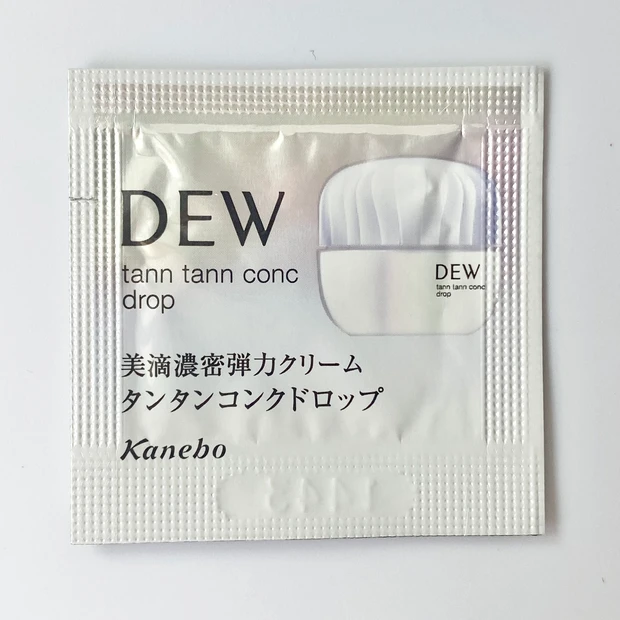 DEW
tann tann conc
drop
DEW
tann tann conc
drop
美滴濃密弾力クリーム
タンタンコンクドロップ
Kanebo